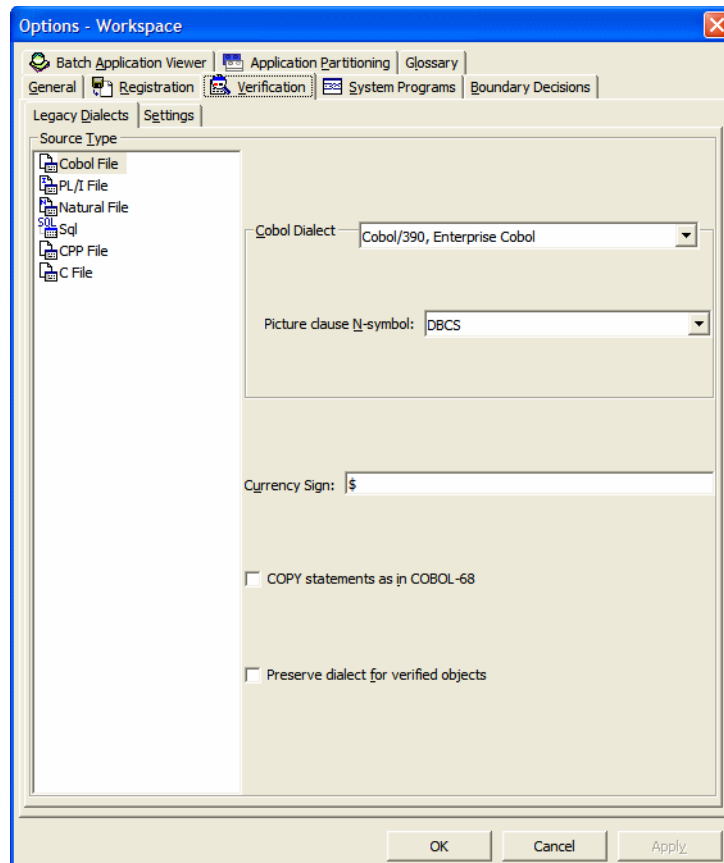 Options - Workspace
Batch Application Viewer Application Partitioning Glossary
General Registration Verification System Programs Boundary Decisions
Legacy Dialects Settings
Source Type
Cobol File
PL/I File
Natural File
SQL Sql
CPP File
C File
Cobol Dialect Cobol/390, Enterprise Cobol
Picture clause N-symbol: DBCS
Currency Sign: $
COPY statements as in COBOL-68
Preserve dialect for verified objects
OK Cancel Apply